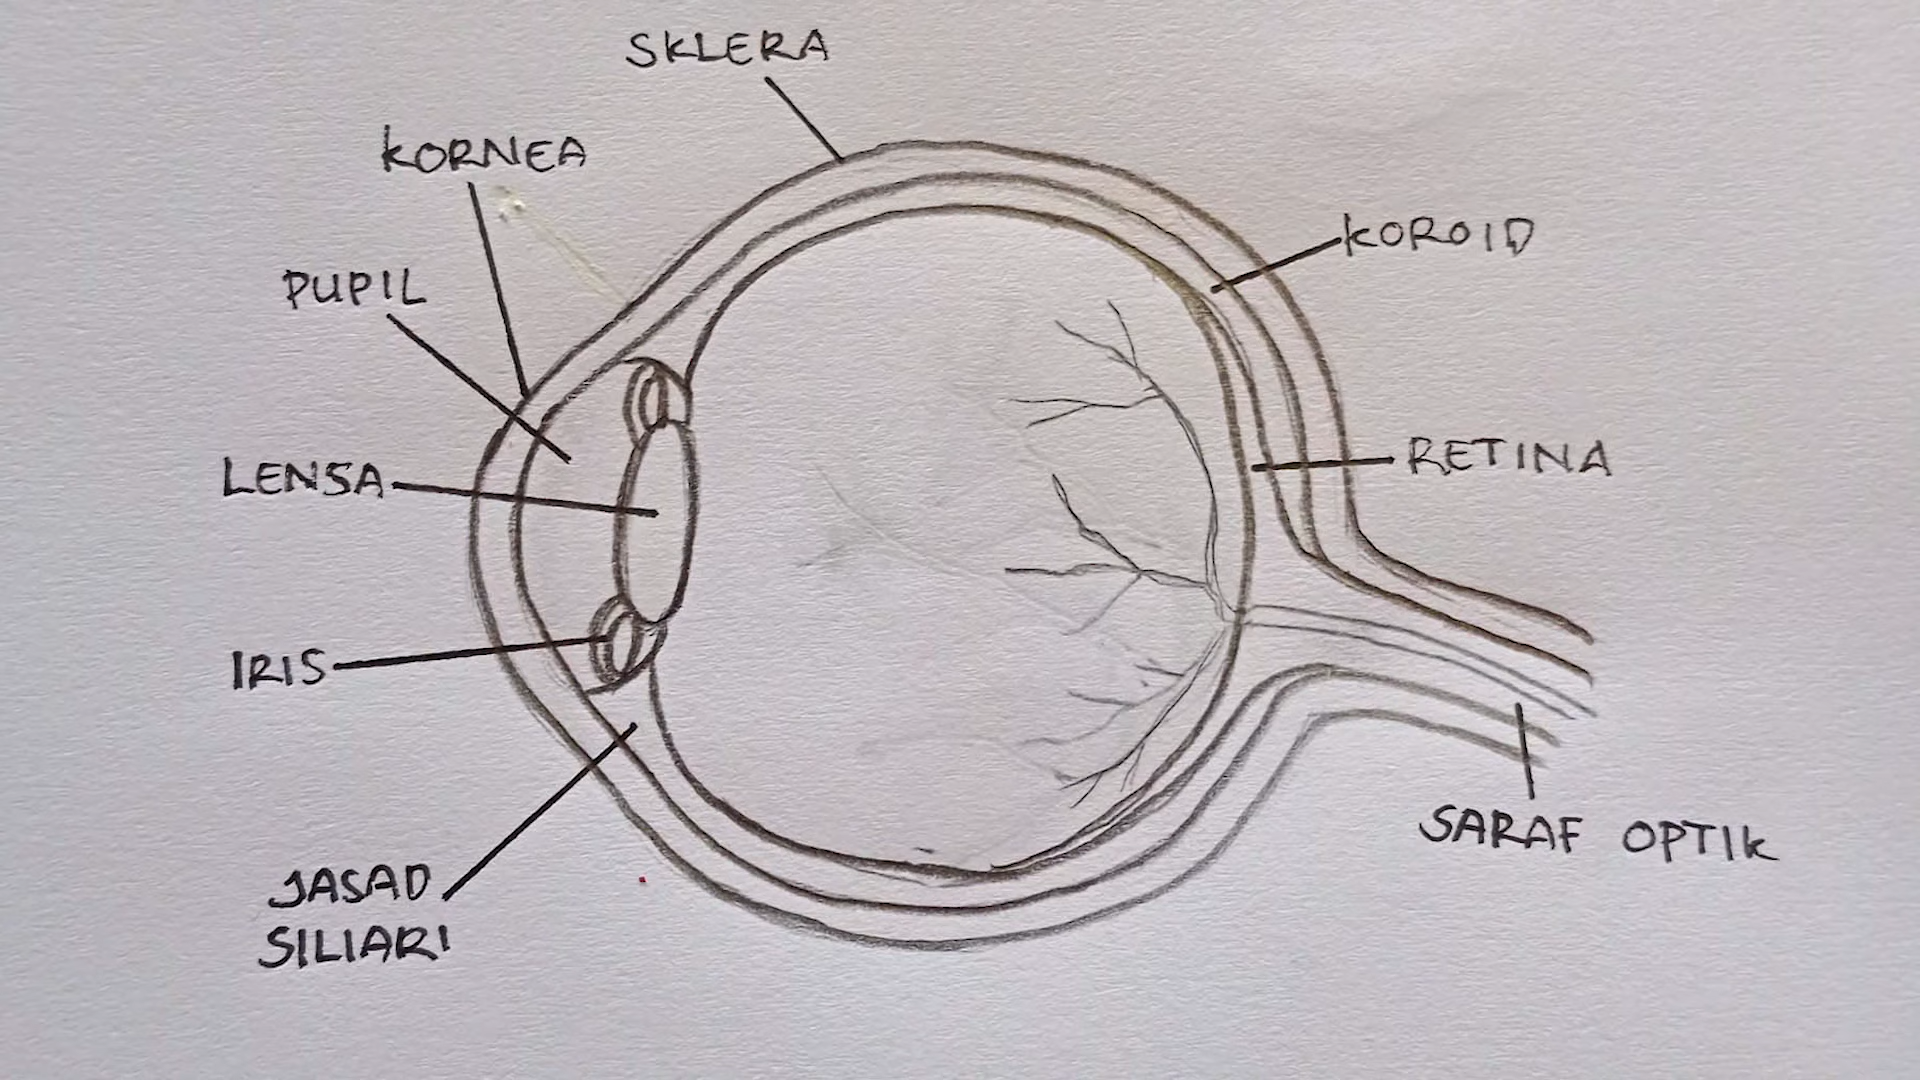 SKLERA
KORNEA
KOROID
PUPIL
RETINA
LENSA
IRIS
SARAF OPTIK
JASAD
SILIARI